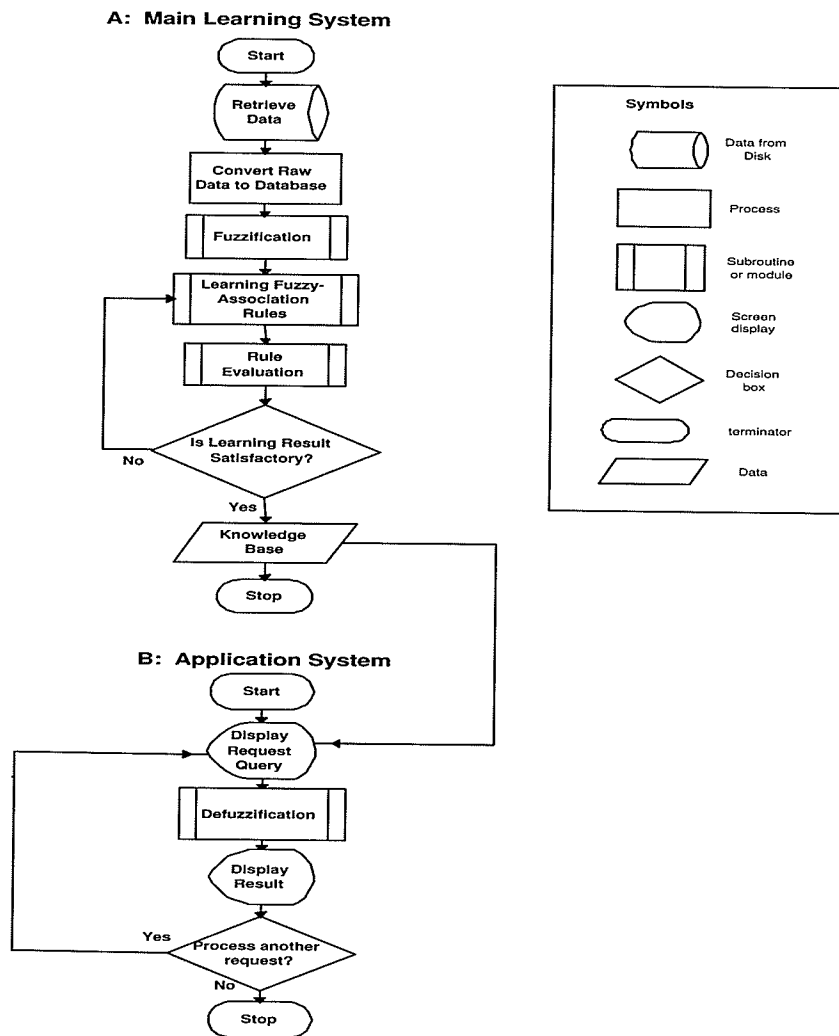 A: Main Learning System
Start
Retrieve
Data
Convert Raw
Data to Database
Fuzzification
Learning Fuzzy-
Association
Rules
Rule
Evaluation
Is Learning Result
Satisfactory?
No
Yes
Knowledge
Base
Stop
B: Application System
Start
Display
Request
Query
Defuzzification
Display
Result
Yes
Process another
request?
No
Stop
Symbols
Data from
Disk
Process
Subroutine
or module
Screen
display
Decision
box
terminator
Data